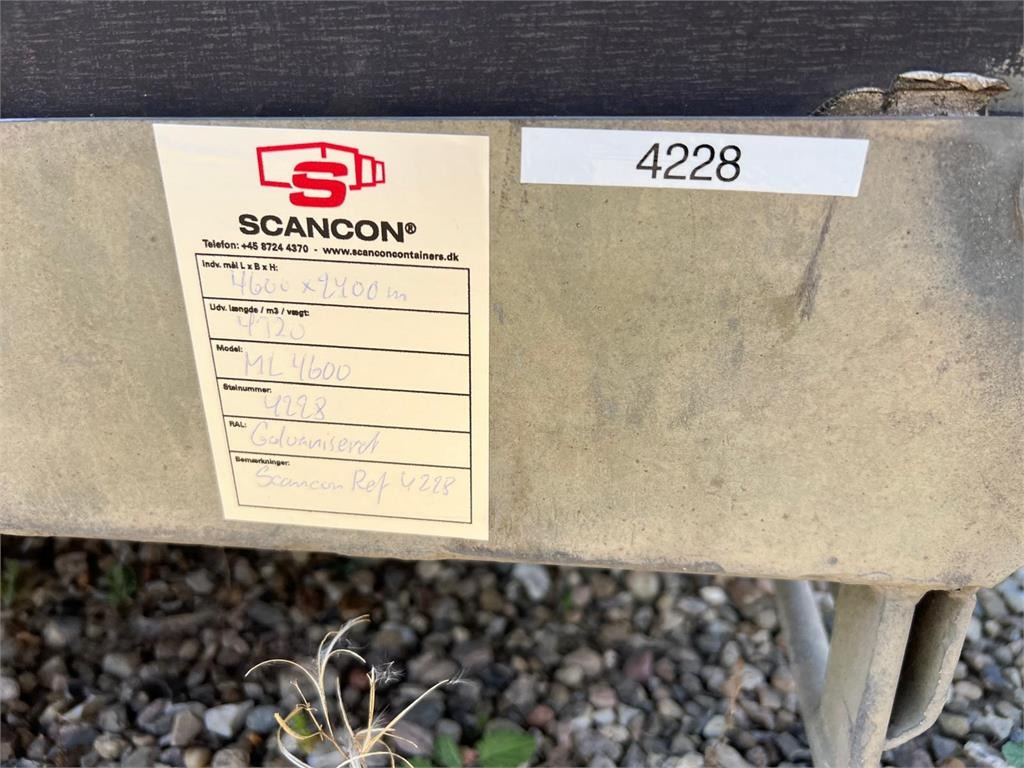 S
SCANCON®
Telefon: +45 8724 4370 - www.scanconcontainers.dk
Indv. mål L x B x H:
4600 x 2400 m
Udv. længde / m3 / vægt:
4720
Model:
ML 4600
Stelnummer:
4228
RAL:
Galvaniseret
Bemærkninger:
Scancon Ref 4228
4228